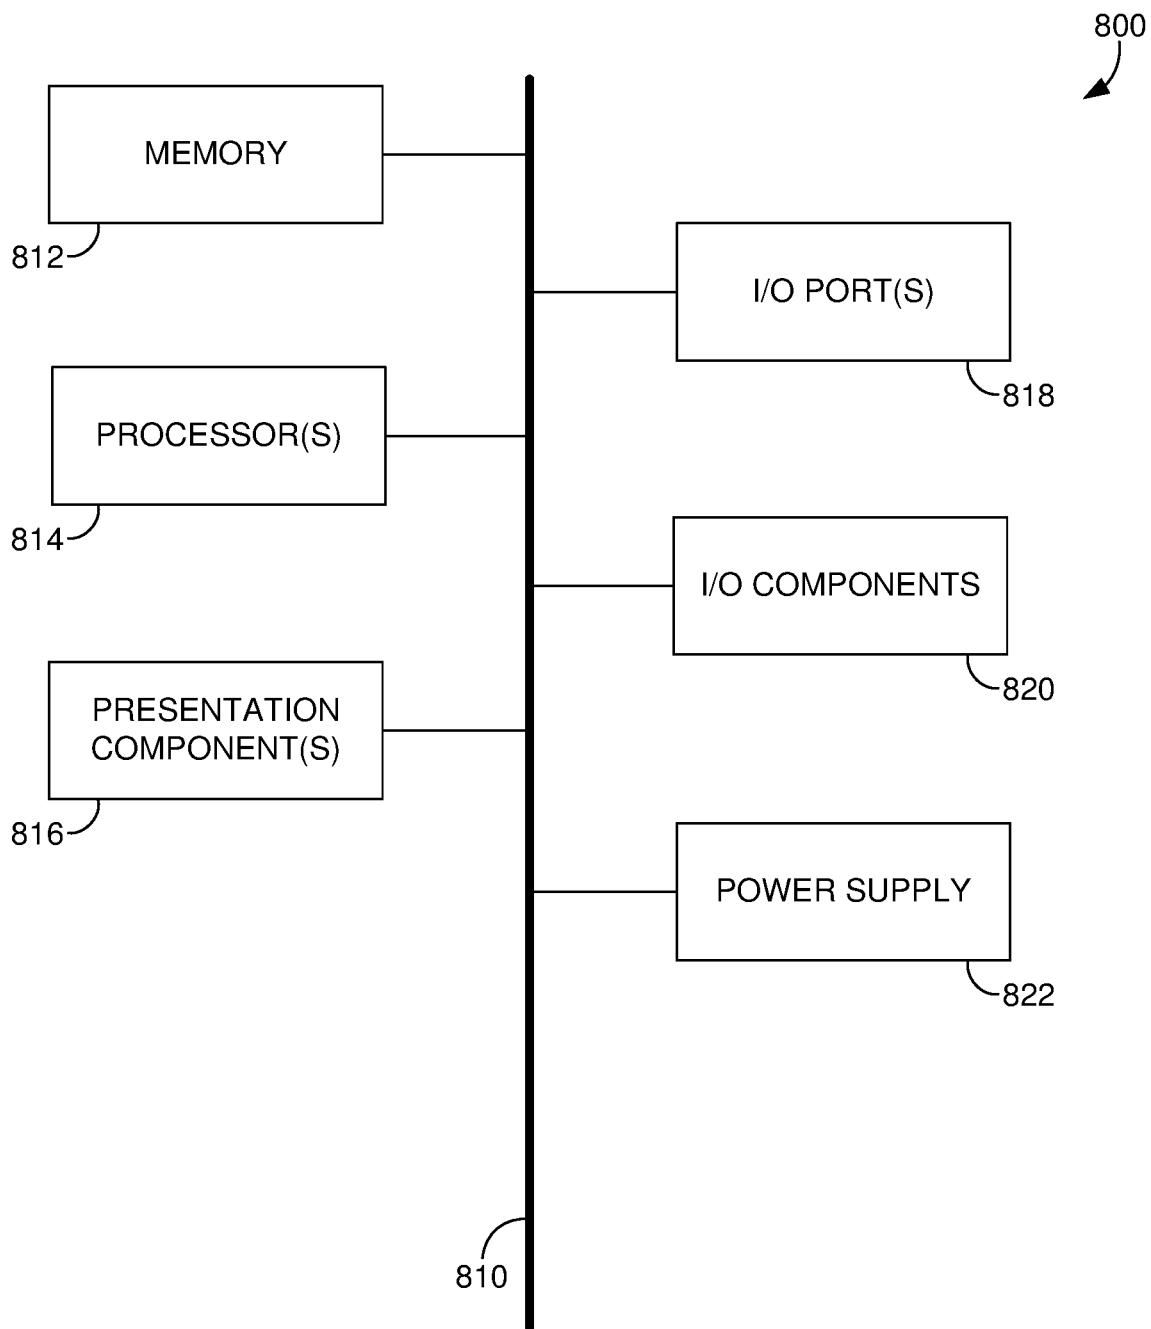 800
MEMORY
812
I/O PORT(S)
818
PROCESSOR(S)
814
I/O COMPONENTS
820
PRESENTATION
COMPONENT(S)
816
POWER SUPPLY
822
810